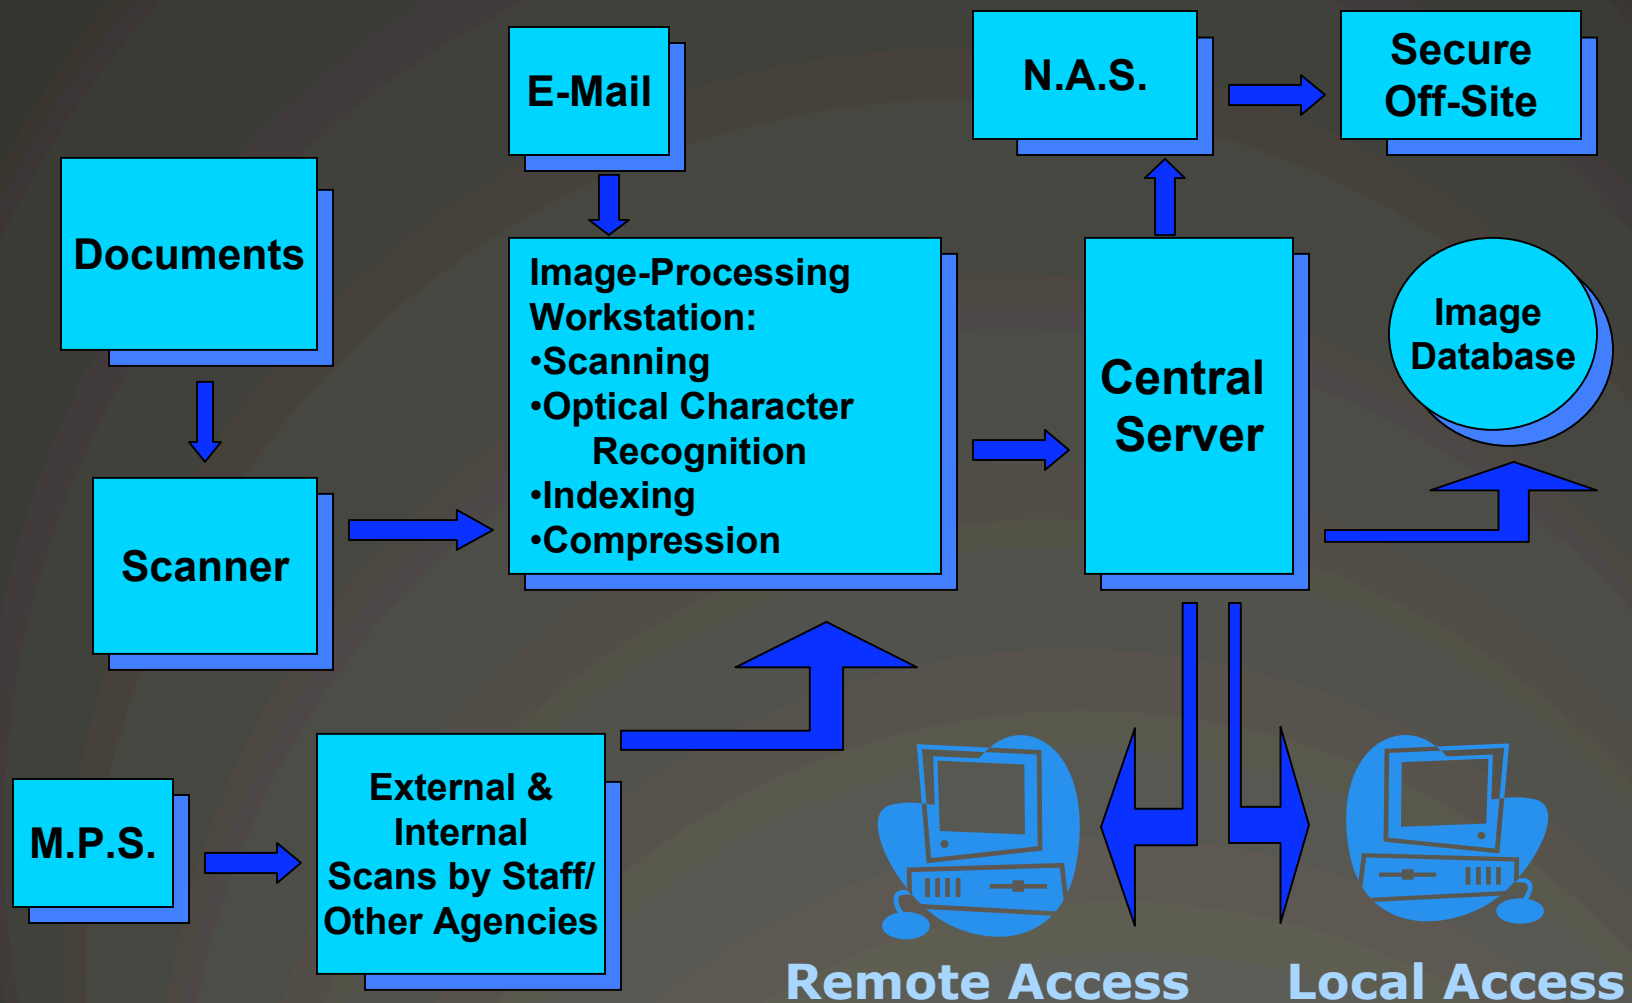 E-Mail
N.A.S.
Secure
Off-Site
Documents
Image-Processing
Workstation:
•Scanning
•Optical Character
Recognition
•Indexing
•Compression
Central
Server
Image
Database
Scanner
M.P.S.
External &
Internal
Scans by Staff/
Other Agencies
Remote Access
Local Access